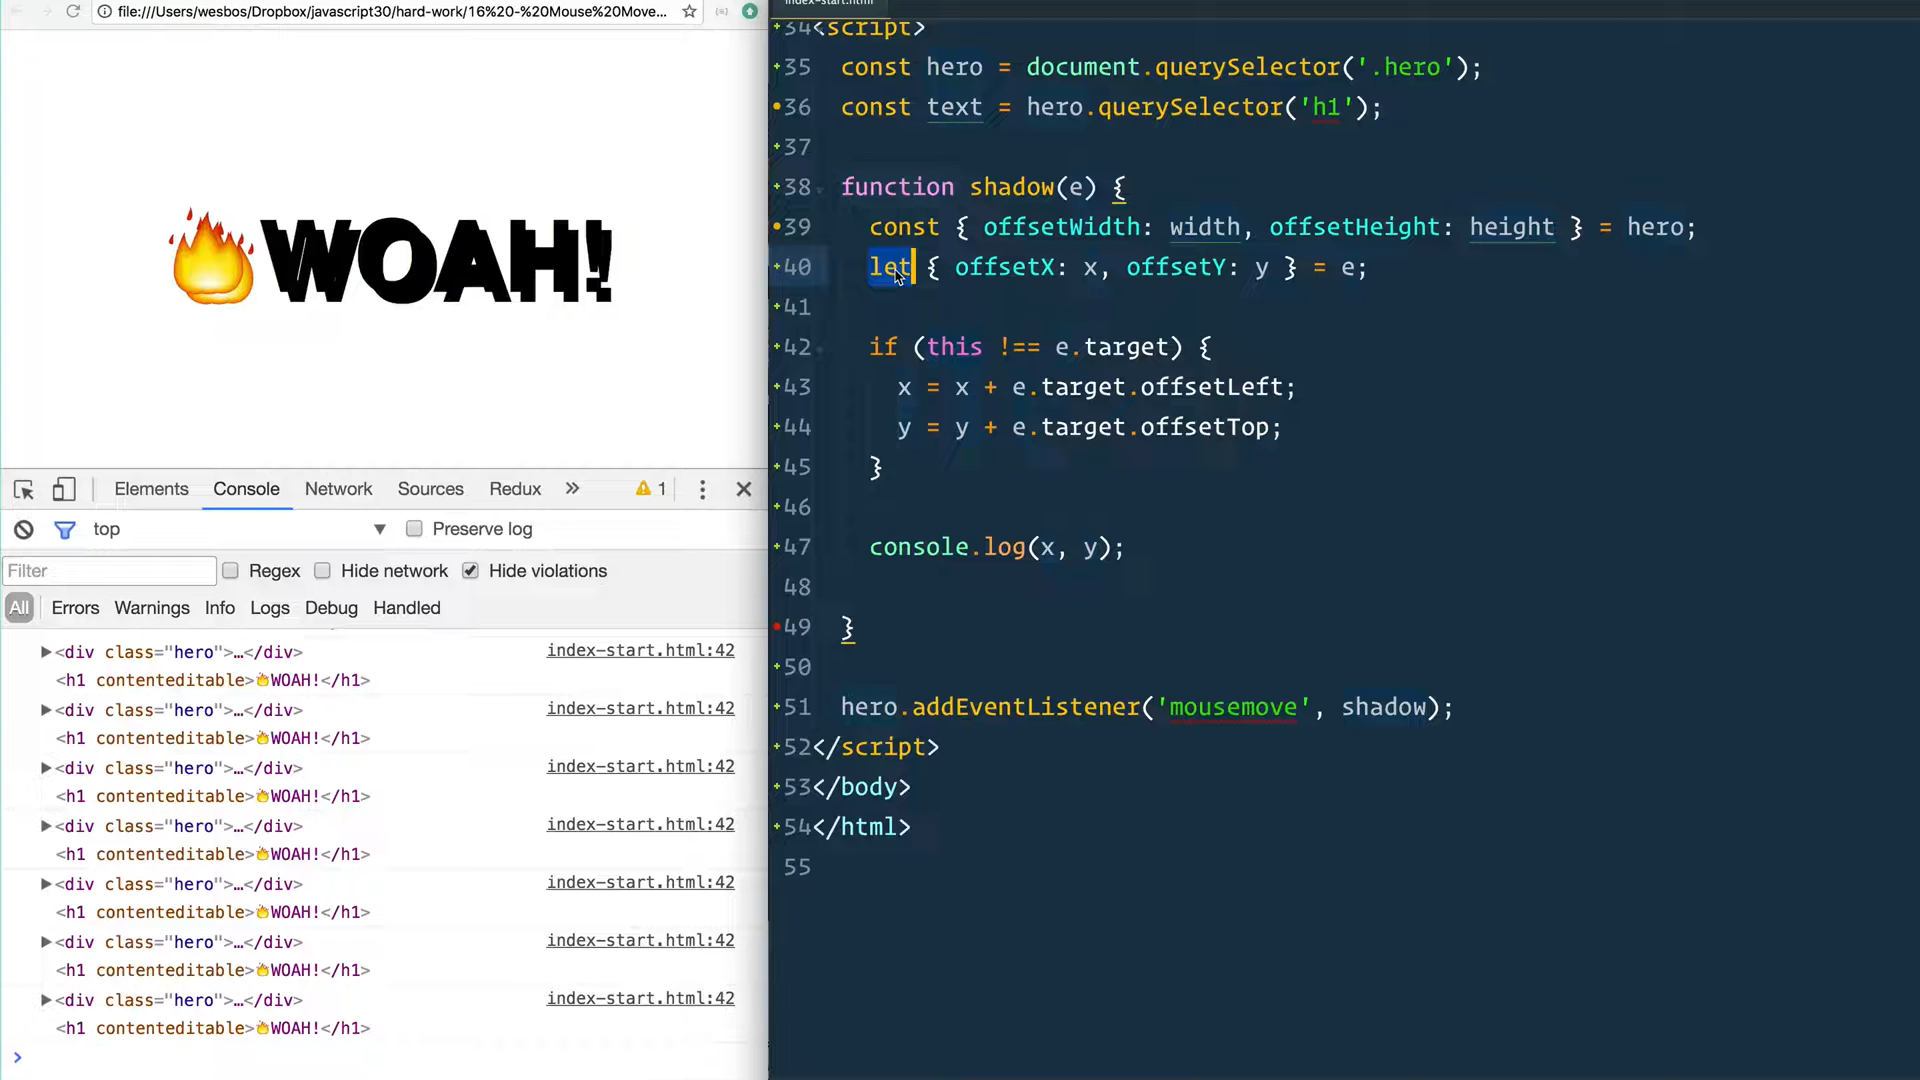 file:///Users/wesbos/Dropbox/javascript30/hard-work/16%20-%20Mouse%20Move...
🔥WOAH!
Elements Console Network Sources Redux » 1
top Preserve log
Filter Regex Hide network Hide violations
All Errors Warnings Info Logs Debug Handled
<div class="hero">…</div> index-start.html:42
<h1 contenteditable>🔥WOAH!</h1>
<div class="hero">…</div> index-start.html:42
<h1 contenteditable>🔥WOAH!</h1>
<div class="hero">…</div> index-start.html:42
<h1 contenteditable>🔥WOAH!</h1>
<div class="hero">…</div> index-start.html:42
<h1 contenteditable>🔥WOAH!</h1>
<div class="hero">…</div> index-start.html:42
<h1 contenteditable>🔥WOAH!</h1>
<div class="hero">…</div> index-start.html:42
<h1 contenteditable>🔥WOAH!</h1>
<div class="hero">…</div> index-start.html:42
<h1 contenteditable>🔥WOAH!</h1>
>
index-start.html
34 <script>
35 const hero = document.querySelector('.hero');
36 const text = hero.querySelector('h1');
37
38 function shadow(e) {
39 const { offsetWidth: width, offsetHeight: height } = hero;
40 let { offsetX: x, offsetY: y } = e;
41
42 if (this !== e.target) {
43 x = x + e.target.offsetLeft;
44 y = y + e.target.offsetTop;
45 }
46
47 console.log(x, y);
48
49 }
50
51 hero.addEventListener('mousemove', shadow);
52 </script>
53 </body>
54 </html>
55